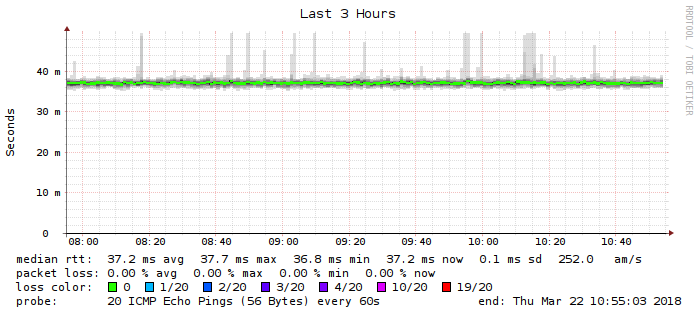 Last 3 Hours
RRDTOOL / TOBI OETIKER
Seconds
40 m
30 m
20 m
10 m
0
08:00 08:20 08:40 09:00 09:20 09:40 10:00 10:20 10:40
median rtt: 37.2 ms avg 37.7 ms max 36.8 ms min 37.2 ms now 0.1 ms sd 252.0 am/s
packet loss: 0.00 % avg 0.00 % max 0.00 % min 0.00 % now
loss color: 0 1/20 2/20 3/20 4/20 10/20 19/20
probe: 20 ICMP Echo Pings (56 Bytes) every 60s end: Thu Mar 22 10:55:03 2018